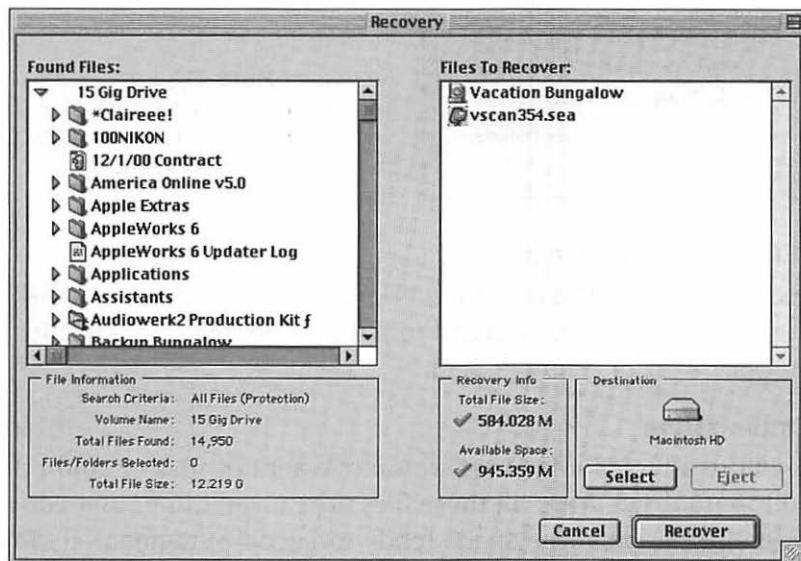 Recovery
Found Files:
15 Gig Drive
*Claireee!
100NIKON
12/1/00 Contract
America Online v5.0
Apple Extras
AppleWorks 6
AppleWorks 6 Updater Log
Applications
Assistants
Audiowerk2 Production Kit ƒ
Backup Bungalow
File Information
Search Criteria: All Files (Protection)
Volume Name: 15 Gig Drive
Total Files Found: 14,950
Files/Folders Selected: 0
Total File Size: 12.219 G
Files To Recover:
Vacation Bungalow
vscan354.sea
Recovery Info
Total File Size:
584.028 M
Available Space:
945.359 M
Destination
Macintosh HD
Select
Eject
Cancel
Recover